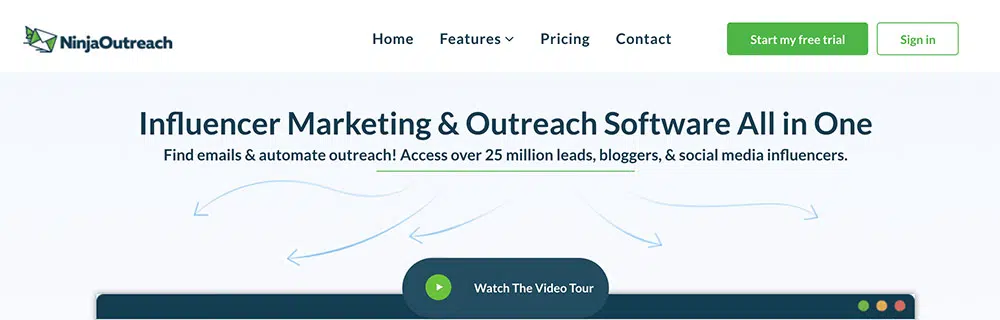 NinjaOutreach
Home Features Pricing Contact Start my free trial Sign in
Influencer Marketing & Outreach Software All in One
Find emails & automate outreach! Access over 25 million leads, bloggers, & social media influencers.
Watch The Video Tour